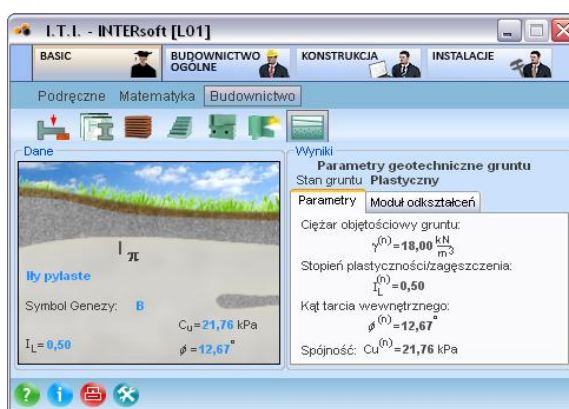 I.T.I. - INTERsoft [L01]
BASIC
BUDOWNICTWO OGÓLNE
KONSTRUKCJA
INSTALACJE
Podręczne Matematyka Budownictwo
Dane
I π
Iły pylaste
Symbol Genezy: B
Cu=21,76 kPa
IL=0,50
ϕ=12,67°
Wyniki
Parametry geotechniczne gruntu
Stan gruntu Plastyczny
Parametry Moduł odkształceń
Ciężar objętościowy gruntu:
γ(n)=18,00 kN/m3
Stopień plastyczności/zagęszczenia:
IL(n)=0,50
Kąt tarcia wewnętrznego:
ϕ(n)=12,67°
Spójność: Cu(n)=21,76 kPa